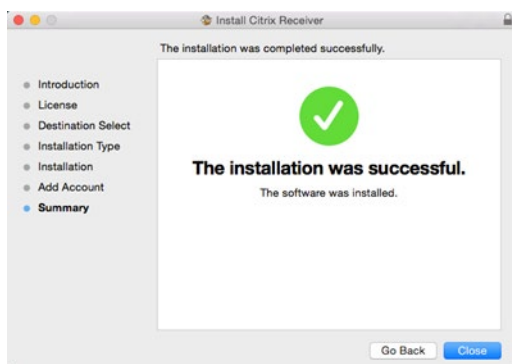 Install Citrix Receiver
The installation was completed successfully.
Introduction
License
Destination Select
Installation Type
Installation
Add Account
Summary
The installation was successful.
The software was installed.
Go Back
Close